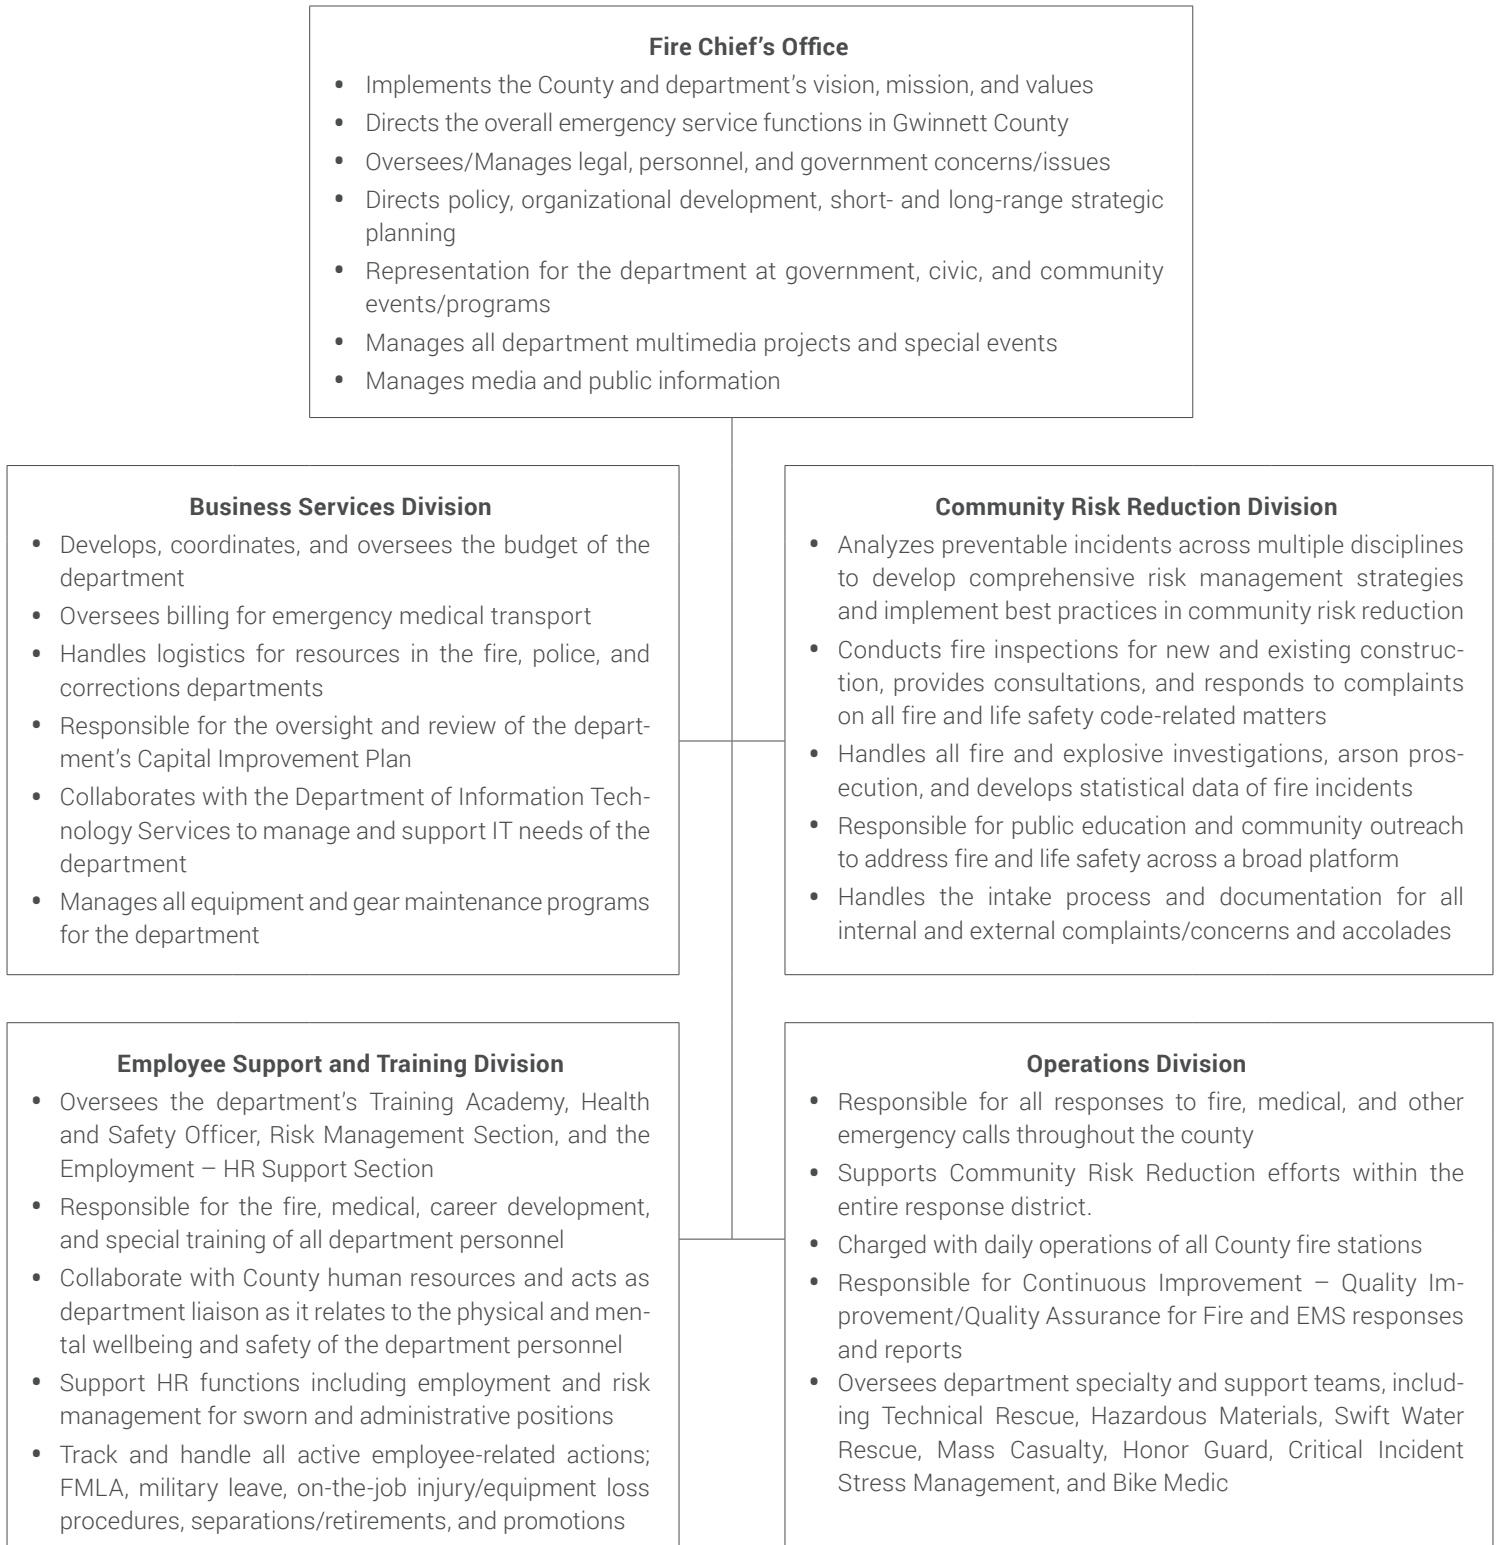 Fire Chief's Office
• Implements the County and department's vision, mission, and values
• Directs the overall emergency service functions in Gwinnett County
• Oversees/Manages legal, personnel, and government concerns/issues
• Directs policy, organizational development, short- and long-range strategic
planning
• Representation for the department at government, civic, and community
events/programs
• Manages all department multimedia projects and special events
• Manages media and public information
Business Services Division
• Develops, coordinates, and oversees the budget of the
department
• Oversees billing for emergency medical transport
• Handles logistics for resources in the fire, police, and
corrections departments
• Responsible for the oversight and review of the depart-
ment's Capital Improvement Plan
• Collaborates with the Department of Information Tech-
nology Services to manage and support IT needs of the
department
• Manages all equipment and gear maintenance programs
for the department
Community Risk Reduction Division
• Analyzes preventable incidents across multiple disciplines
to develop comprehensive risk management strategies
and implement best practices in community risk reduction
• Conducts fire inspections for new and existing construc-
tion, provides consultations, and responds to complaints
on all fire and life safety code-related matters
• Handles all fire and explosive investigations, arson pros-
ecution, and develops statistical data of fire incidents
• Responsible for public education and community outreach
to address fire and life safety across a broad platform
• Handles the intake process and documentation for all
internal and external complaints/concerns and accolades
Employee Support and Training Division
• Oversees the department's Training Academy, Health
and Safety Officer, Risk Management Section, and the
Employment – HR Support Section
• Responsible for the fire, medical, career development,
and special training of all department personnel
• Collaborate with County human resources and acts as
department liaison as it relates to the physical and men-
tal wellbeing and safety of the department personnel
• Support HR functions including employment and risk
management for sworn and administrative positions
• Track and handle all active employee-related actions;
FMLA, military leave, on-the-job injury/equipment loss
procedures, separations/retirements, and promotions
Operations Division
• Responsible for all responses to fire, medical, and other
emergency calls throughout the county
• Supports Community Risk Reduction efforts within the
entire response district.
• Charged with daily operations of all County fire stations
• Responsible for Continuous Improvement – Quality Im-
provement/Quality Assurance for Fire and EMS responses
and reports
• Oversees department specialty and support teams, includ-
ing Technical Rescue, Hazardous Materials, Swift Water
Rescue, Mass Casualty, Honor Guard, Critical Incident
Stress Management, and Bike Medic